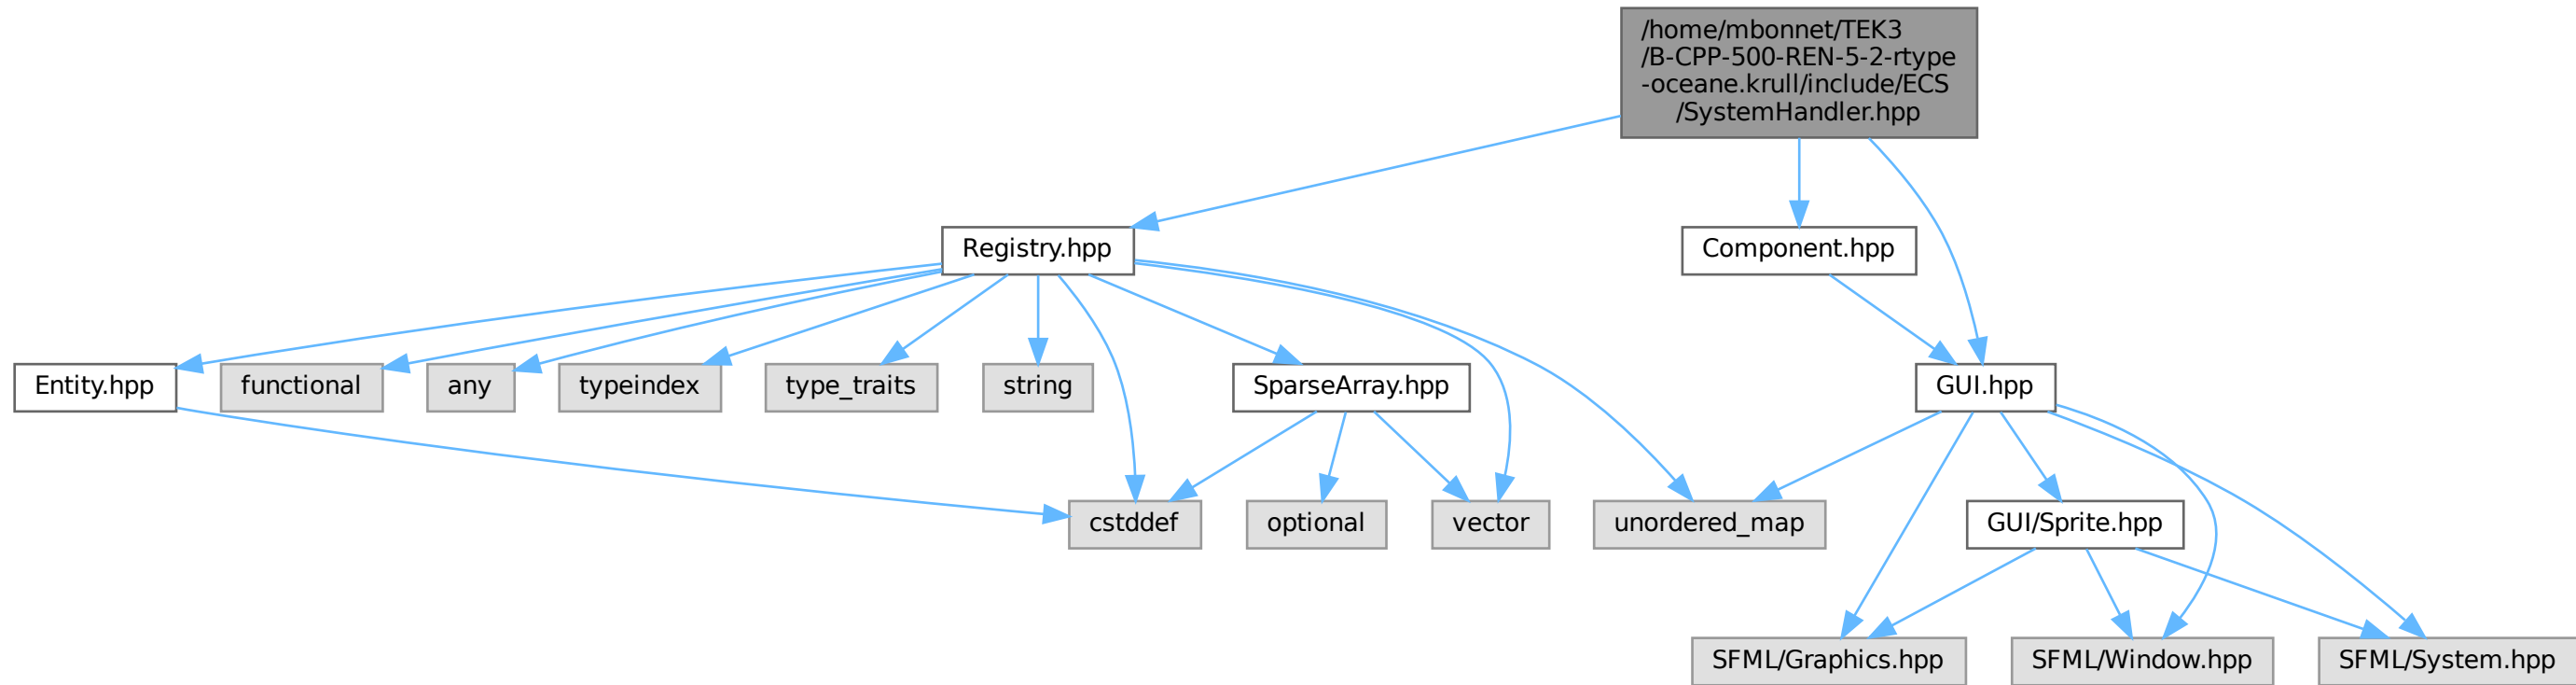 /home/mbonnet/TEK3
/B-CPP-500-REN-5-2-rtype
-oceane.krull/include/ECS
/SystemHandler.hpp
Registry.hpp
Component.hpp
Entity.hpp
functional
any
typeindex
type_traits
string
SparseArray.hpp
GUI.hpp
cstddef
optional
vector
unordered_map
GUI/Sprite.hpp
SFML/Graphics.hpp
SFML/Window.hpp
SFML/System.hpp